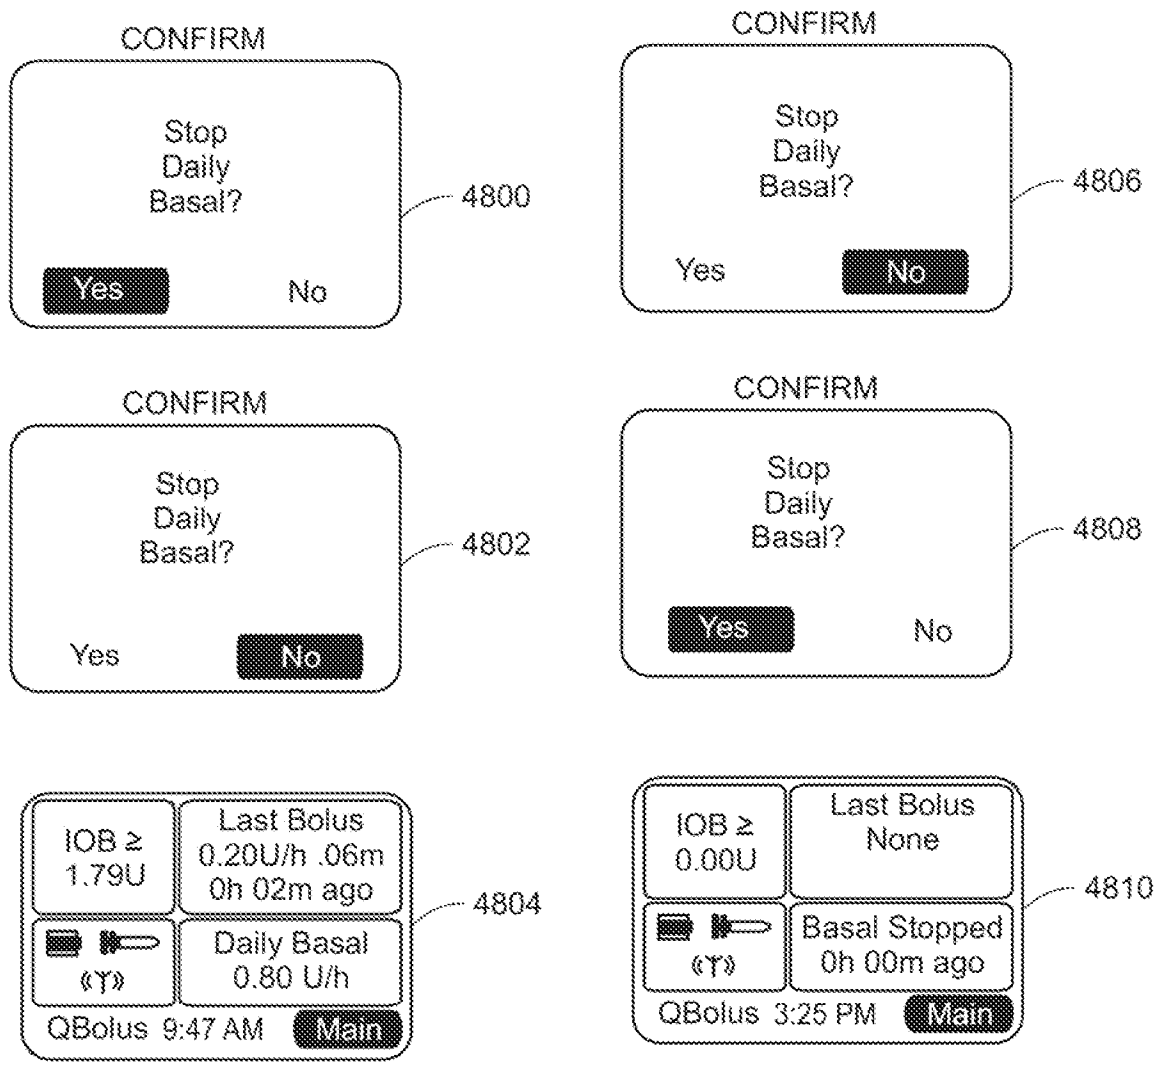 CONFIRM
Stop
Daily
Basal?
Yes No
4800
CONFIRM
Stop
Daily
Basal?
Yes No
4802
IOB ≥
1.79U
Last Bolus
0.20U/h .06m
0h 02m ago
Daily Basal
0.80 U/h
QBolus 9:47 AM Main
4804
CONFIRM
Stop
Daily
Basal?
Yes No
4806
CONFIRM
Stop
Daily
Basal?
Yes No
4808
IOB ≥
0.00U
Last Bolus
None
Basal Stopped
0h 00m ago
QBolus 3:25 PM Main
4810